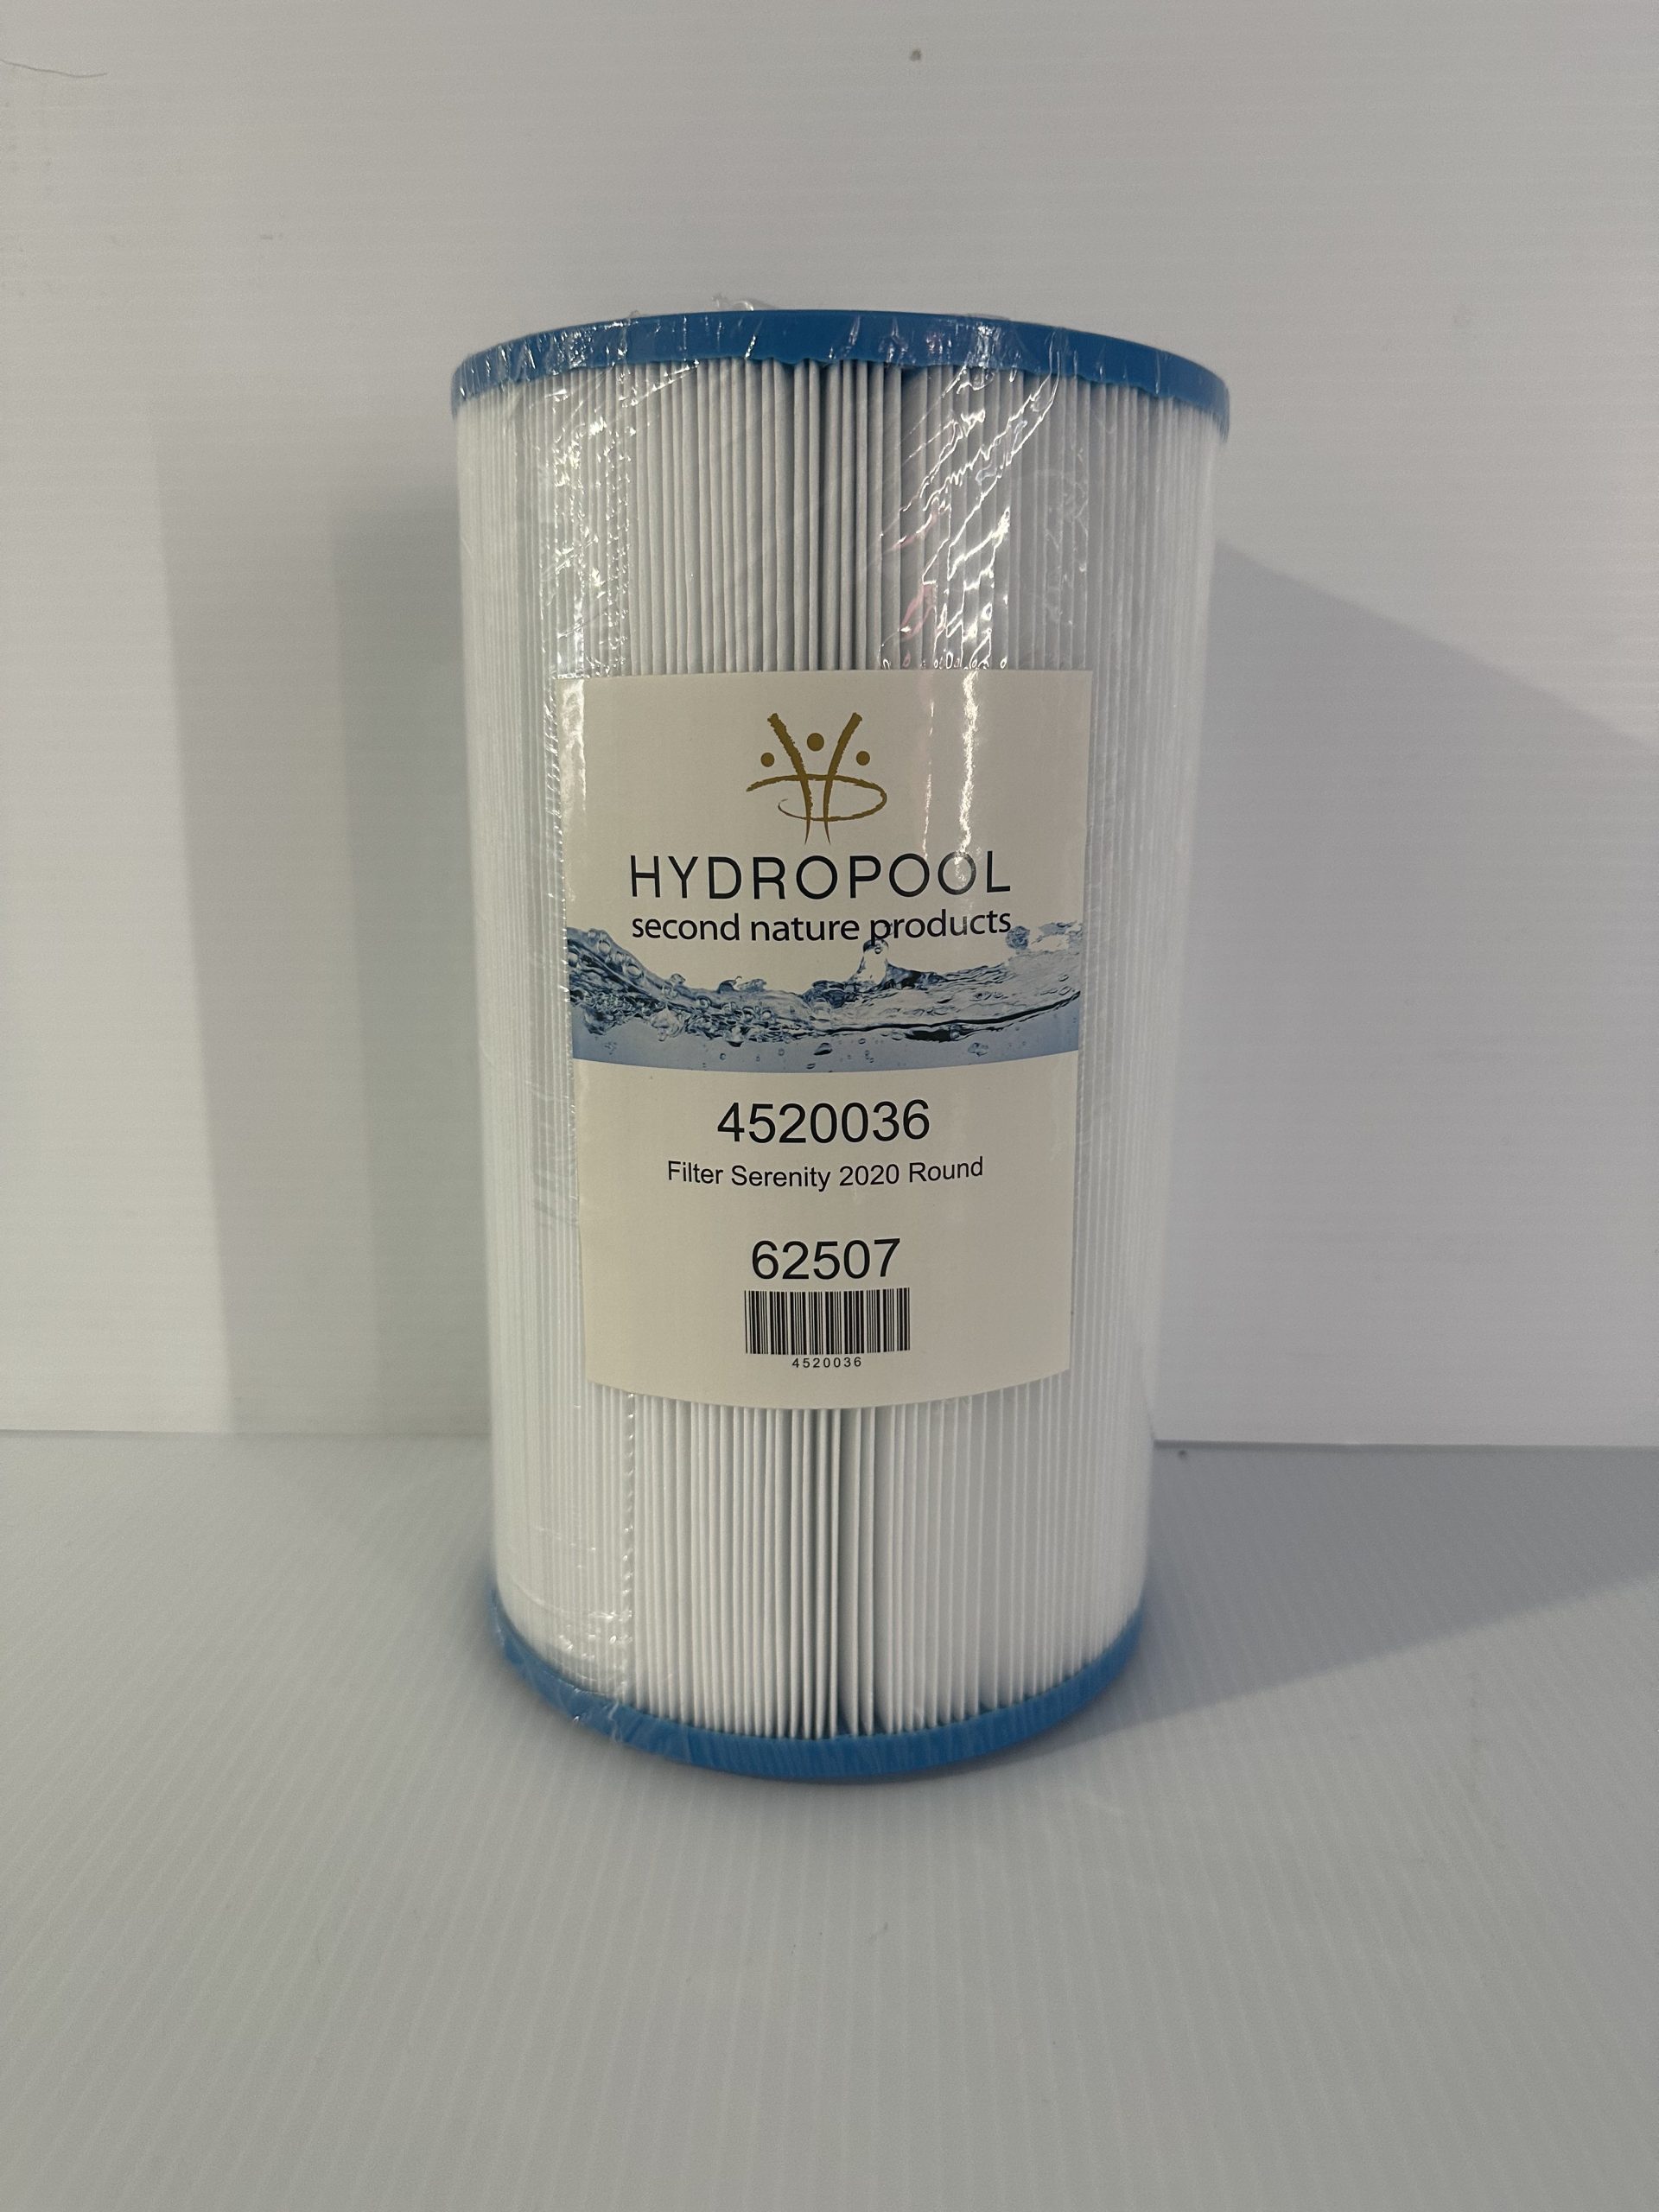 HYDROPOOL
second nature products
4520036
Filter Serenity 2020 Round
62507
4520036